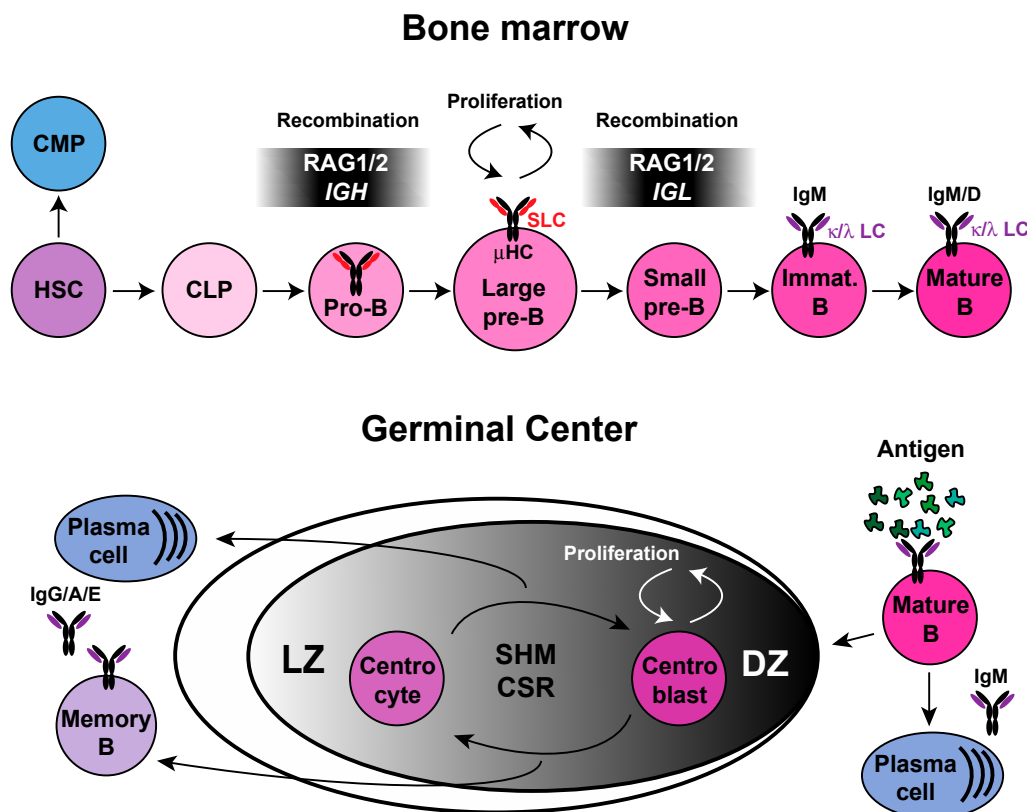 Bone marrow
CMP
HSC
CLP
Recombination
RAG1/2
IGH
Pro-B
Proliferation
SLC
μHC
Large
pre-B
Recombination
RAG1/2
IGL
Small
pre-B
IgM
κ/λ LC
Immat.
B
IgM/D
κ/λ LC
Mature
B
Germinal Center
Plasma
cell
IgG/A/E
Memory
B
LZ
Centro
cyte
SHM
CSR
Proliferation
Centro
blast
DZ
Antigen
Mature
B
IgM
Plasma
cell